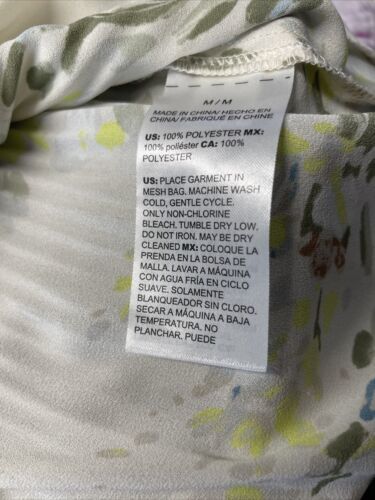 M / M
MADE IN CHINA/ HECHO EN
CHINA/ FABRIQUÉ EN CHINE
US: 100% POLYESTER MX:
100% poliéster CA: 100%
POLYESTER
US: PLACE GARMENT IN
MESH BAG. MACHINE WASH
COLD, GENTLE CYCLE.
ONLY NON-CHLORINE
BLEACH. TUMBLE DRY LOW.
DO NOT IRON. MAY BE DRY
CLEANED MX: COLOQUE LA
PRENDA EN LA BOLSA DE
MALLA. LAVAR A MÁQUINA
CON AGUA FRÍA EN CICLO
SUAVE. SOLAMENTE
BLANQUEADOR SIN CLORO.
SECAR A MÁQUINA A BAJA
TEMPERATURA. NO
PLANCHAR. PUEDE